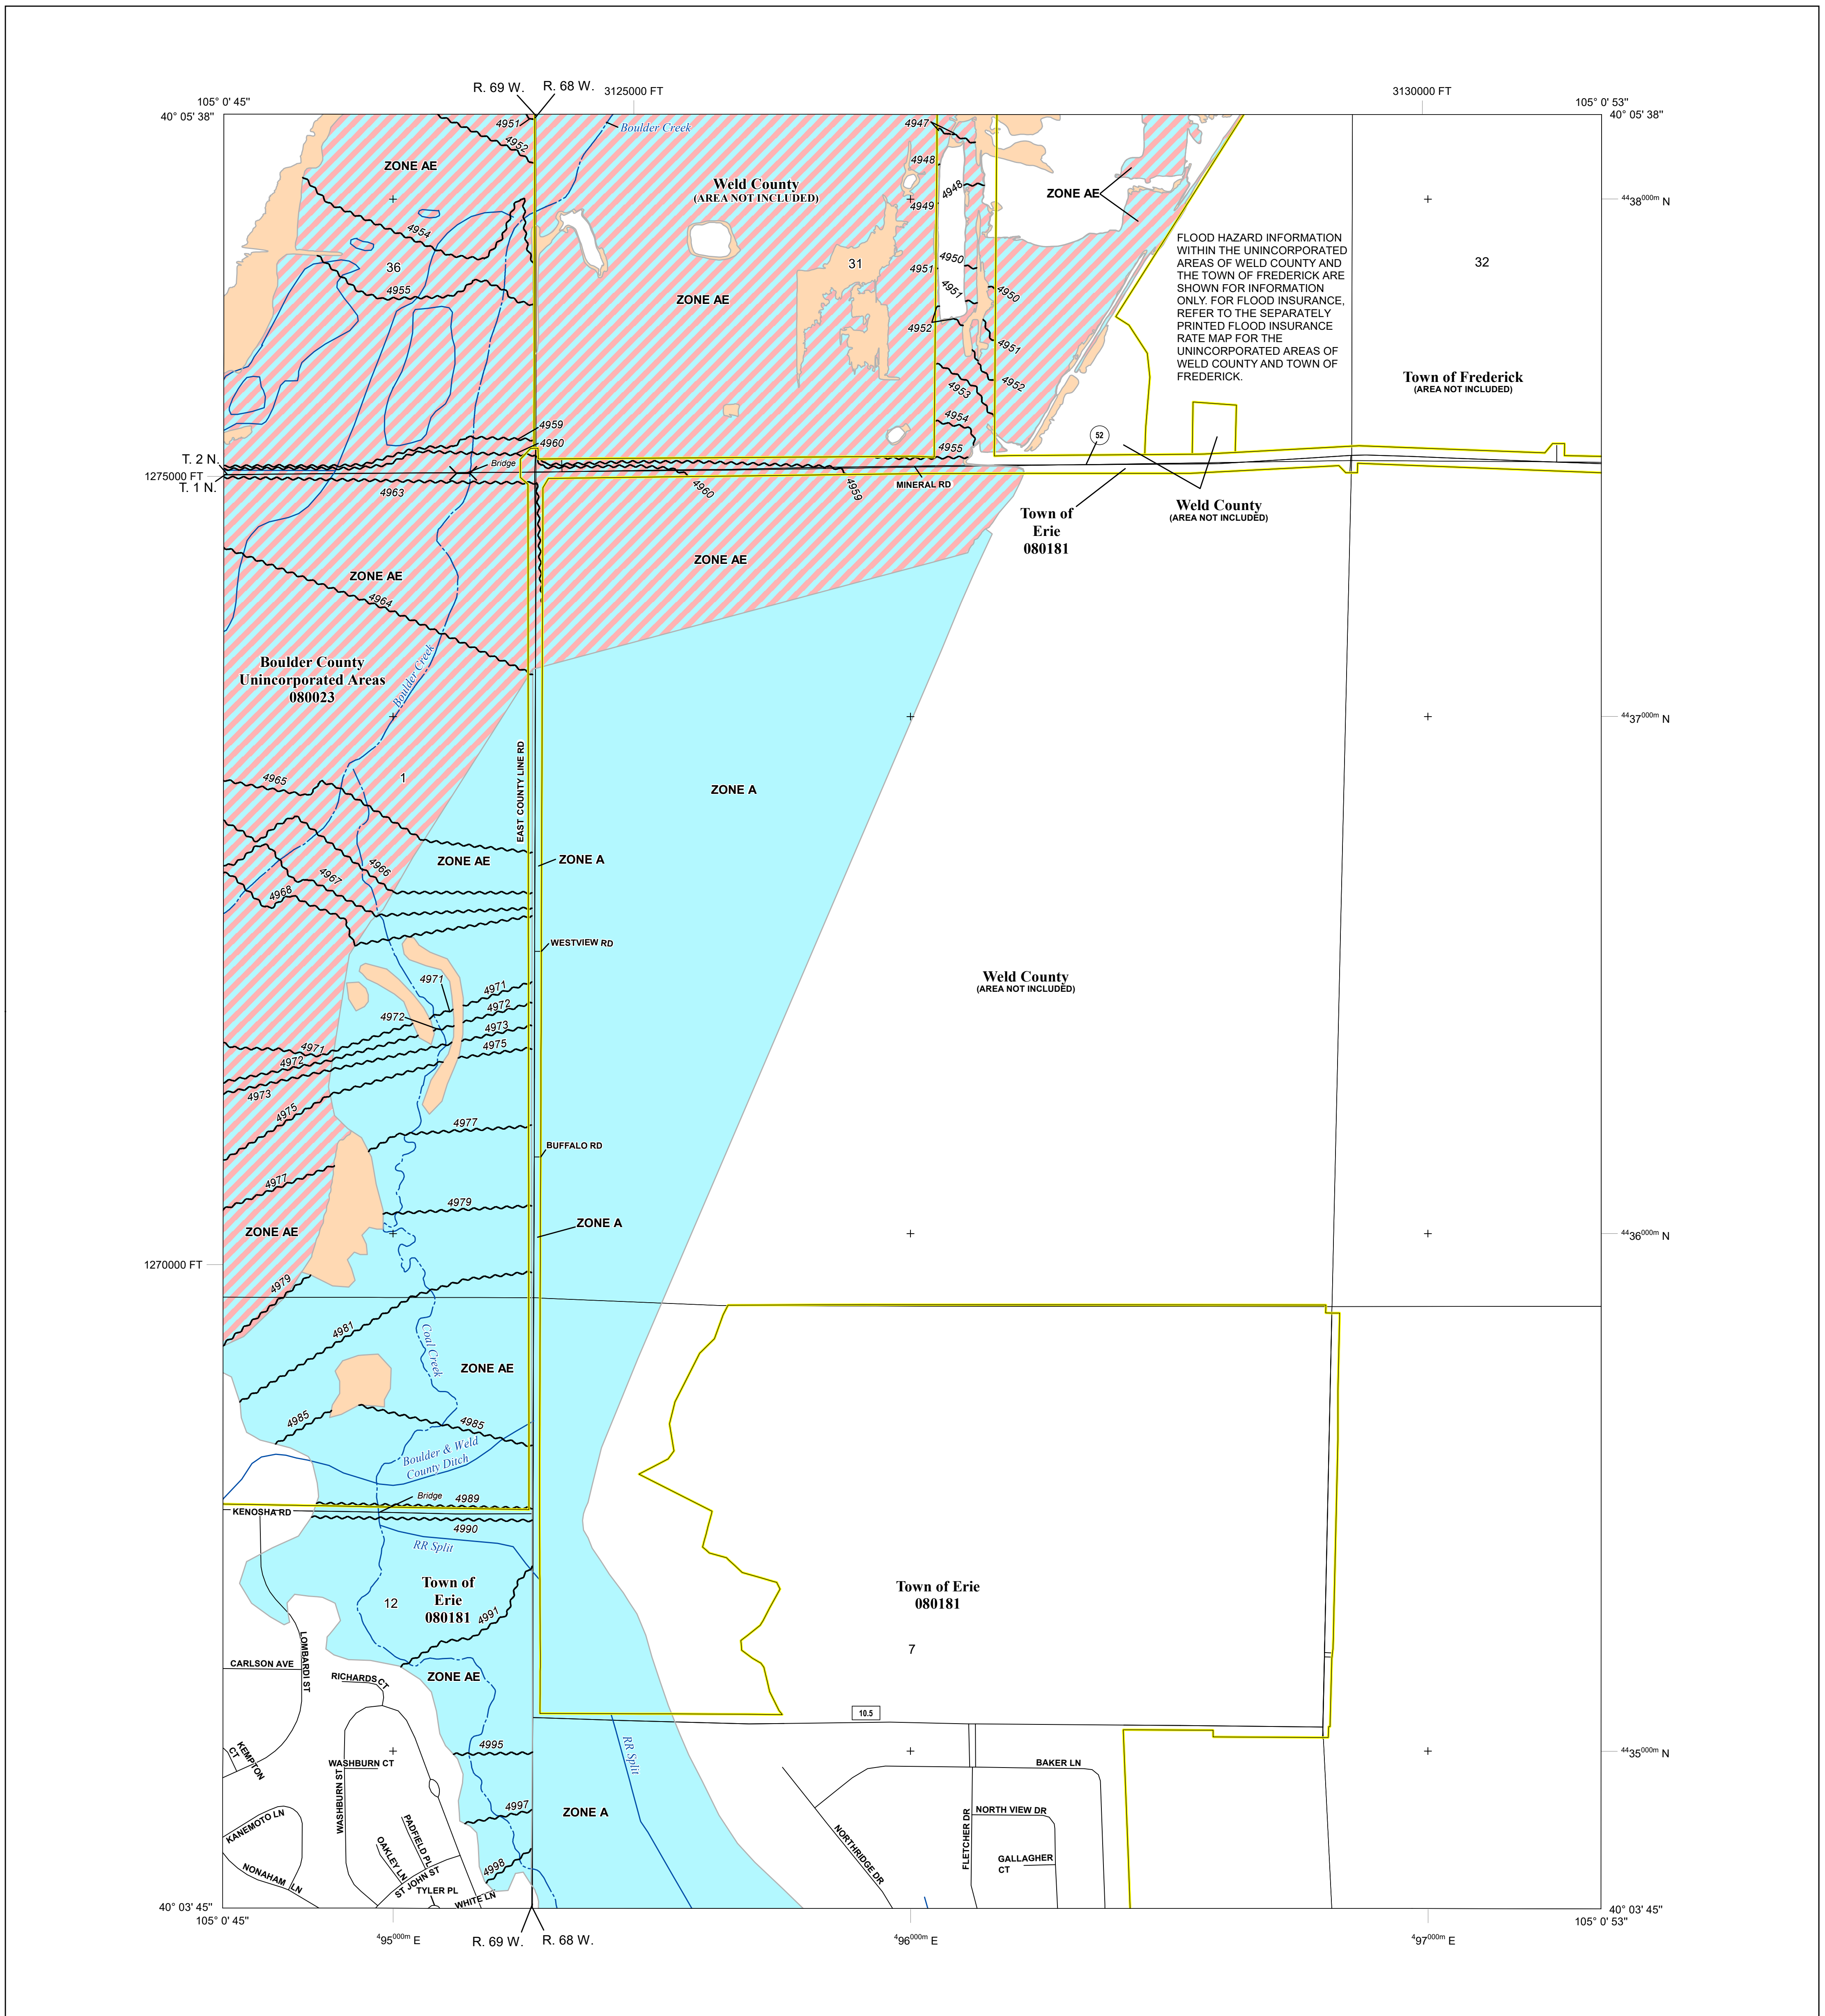 R. 69 W.
R. 68 W.
3125000 FT
3130000 FT
105° 0' 45"
105° 0' 53"
40° 05' 38"
40° 05' 38"
4951
4952
Boulder Creek
4947
ZONE AE
Weld County
(AREA NOT INCLUDED)
4948
4948
4949
ZONE AE
4438000m N
4954
36
4955
31
ZONE AE
4950
4951
4951
4952
4950
4951
4952
4953
4954
4955
FLOOD HAZARD INFORMATION
WITHIN THE UNINCORPORATED
AREAS OF WELD COUNTY AND
THE TOWN OF FREDERICK ARE
SHOWN FOR INFORMATION
ONLY. FOR FLOOD INSURANCE,
REFER TO THE SEPARATELY
PRINTED FLOOD INSURANCE
RATE MAP FOR THE
UNINCORPORATED AREAS OF
WELD COUNTY AND TOWN OF
FREDERICK.
32
Town of Frederick
(AREA NOT INCLUDED)
4959
4960
Bridge
52
T. 2 N.
1275000 FT
T. 1 N.
4963
4960
4959
MINERAL RD
Town of
Erie
080181
Weld County
(AREA NOT INCLUDED)
ZONE AE
ZONE AE
4964
Boulder County
Unincorporated Areas
080023
Boulder Creek
4437000m N
EAST COUNTY LINE RD
4965
1
ZONE A
4966
4967
4968
ZONE AE
ZONE A
WESTVIEW RD
Weld County
(AREA NOT INCLUDED)
4971
4971
4972
4972
4973
4975
4971
4972
4973
4975
4977
BUFFALO RD
4977
4979
ZONE AE
ZONE A
4436000m N
1270000 FT
4979
4981
Coal Creek
ZONE AE
4985
4985
Boulder & Weld
County Ditch
Bridge
4989
KENOSHA RD
4990
RR Split
Town of
Erie
080181
12
4991
Town of Erie
080181
7
LOMBARDI ST
CARLSON AVE
RICHARDS CT
ZONE AE
10.5
4995
RR Split
4435000m N
KEMPTON
CT
WASHBURN CT
WASHBURN ST
BAKER LN
4997
ZONE A
KANEMOTO LN
PADFIELD PL
OAKLEY LN
NORTHRIDGE DR
FLETCHER DR
NORTH VIEW DR
GALLAGHER
CT
NONAHAM LN
ST JOHN ST
4998
TYLER PL
WHITE LN
40° 03' 45"
40° 03' 45"
105° 0' 45"
105° 0' 53"
495000m E
R. 69 W.
R. 68 W.
496000m E
497000m E